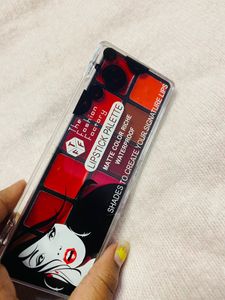 The
Fashion
Factory
LIPSTICK PALETTE
MATTE COLOR RICHE
WATERPROOF
SHADES TO CREATE YOUR SIGNATURE LIPS